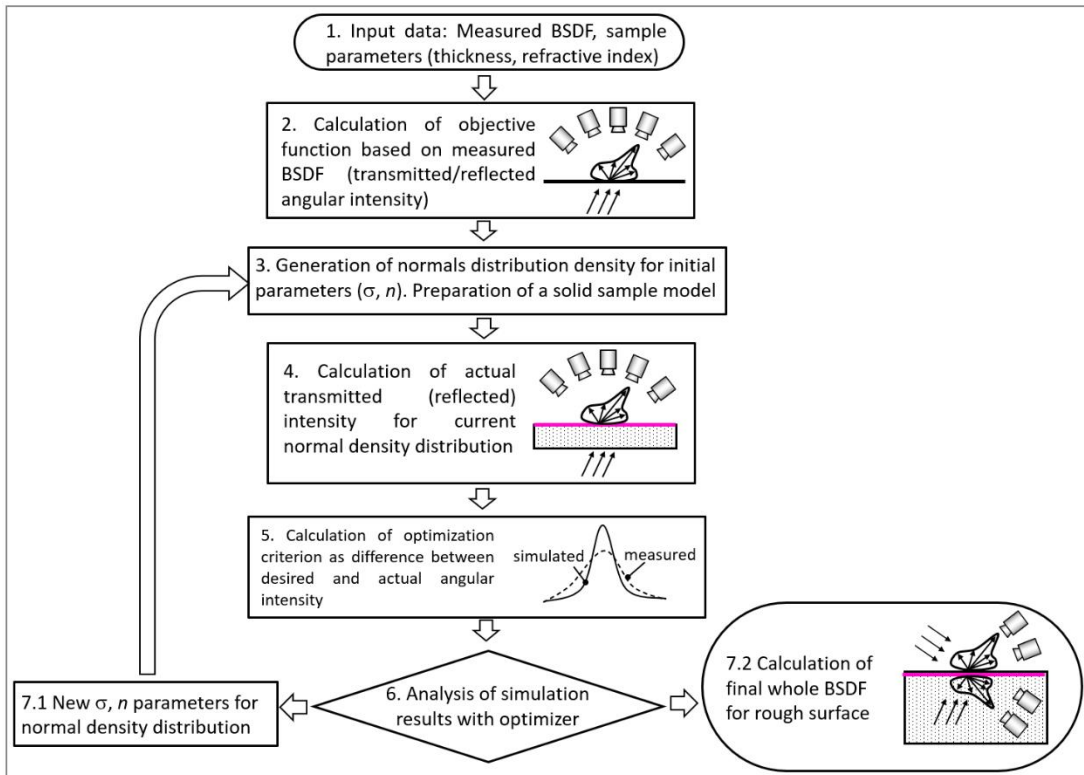 1. Input data: Measured BSDF, sample
parameters (thickness, refractive index)
2. Calculation of objective
function based on measured
BSDF (transmitted/reflected
angular intensity)
3. Generation of normals distribution density for initial
parameters (σ, n). Preparation of a solid sample model
4. Calculation of actual
transmitted (reflected)
intensity for current
normal density distribution
5. Calculation of optimization
criterion as difference between
desired and actual angular
intensity
simulated
measured
6. Analysis of simulation
results with optimizer
7.1 New σ, n parameters for
normal density distribution
7.2 Calculation of
final whole BSDF
for rough surface